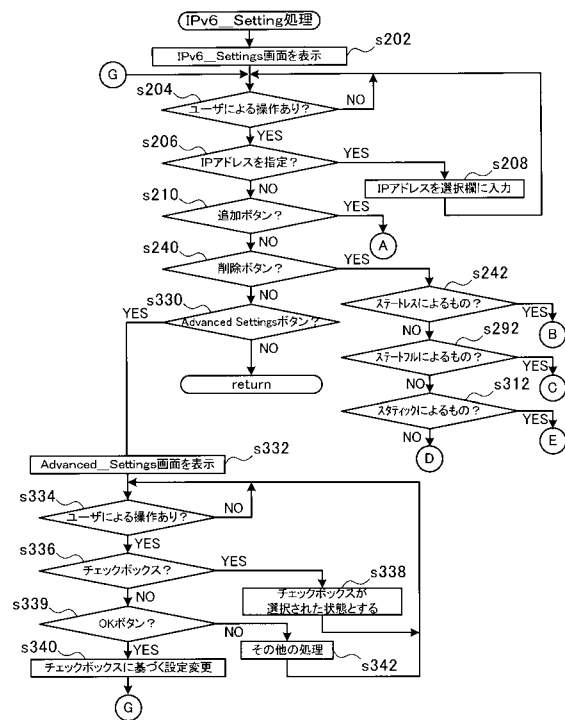 IPv6__Setting処理
s202
IPv6__Settings画面を表示
G
s204
ユーザによる操作あり?
NO
YES
s206
IPアドレスを指定?
YES
s208
IPアドレスを選択欄に入力
NO
s210
追加ボタン?
YES
A
NO
s240
削除ボタン?
YES
NO
s242
ステートレスによるもの?
YES
B
NO
s330
Advanced Settingsボタン?
YES
NO
return
s292
ステートフルによるもの?
YES
C
NO
s312
スタティックによるもの?
YES
E
NO
D
s332
Advanced__Settings画面を表示
s334
ユーザによる操作あり?
NO
YES
s336
チェックボックス?
YES
s338
チェックボックスが
選択された状態とする
NO
s339
OKボタン?
NO
その他の処理
s342
YES
s340
チェックボックスに基づく設定変更
G